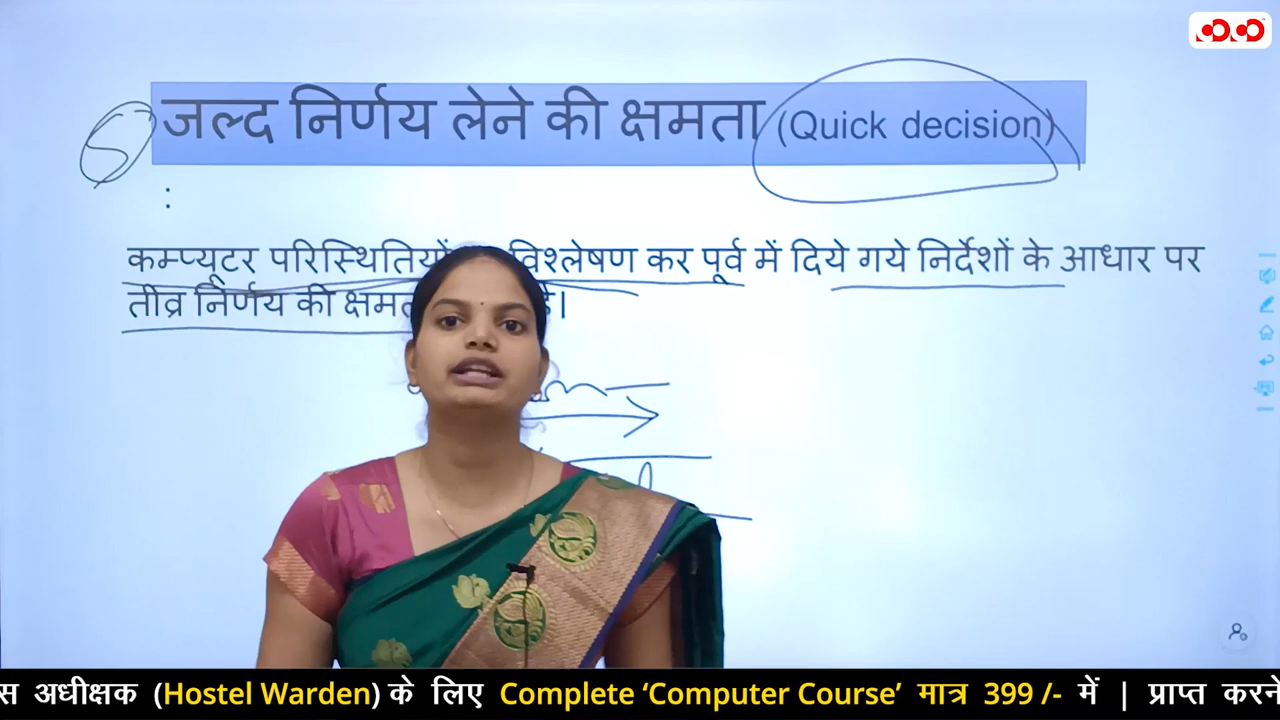 5
जल्द निर्णय लेने की क्षमता (Quick decision)
:
कम्प्यूटर परिस्थितियों विश्लेषण कर पूर्व में दिये गये निर्देशों के आधार पर
तीव्र निर्णय की है।
स अधीक्षक (Hostel Warden) के लिए Complete ‘Computer Course’ मात्र 399 /- में | प्राप्त करने